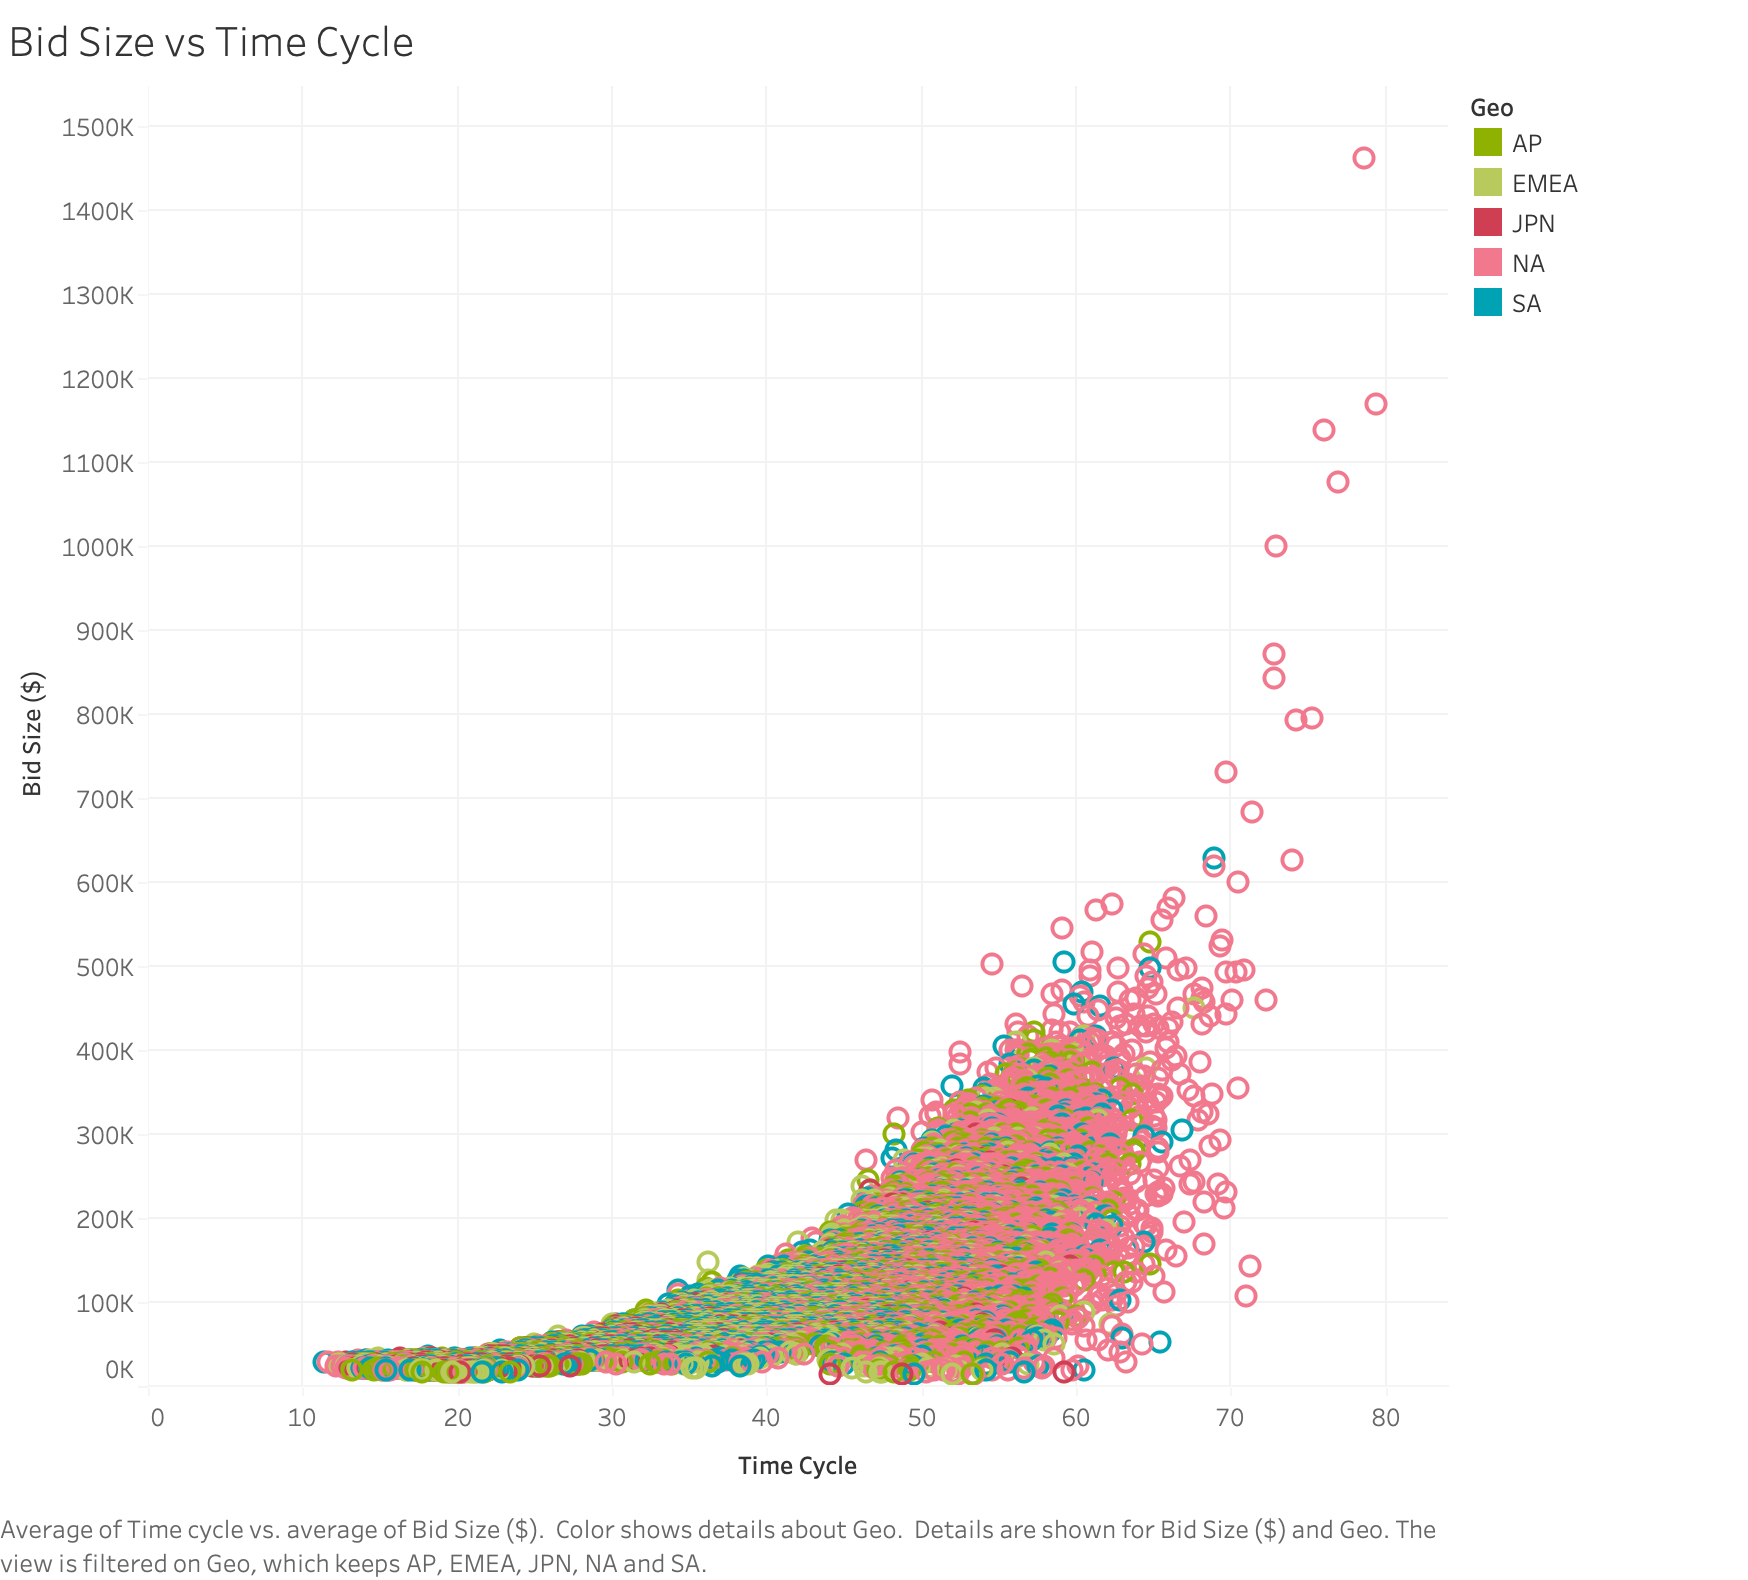 Bid Size vs Time Cycle
Geo
AP
EMEA
JPN
NA
SA
1500K
1400K
1300K
1200K
1100K
1000K
900K
800K
700K
600K
500K
400K
300K
200K
100K
0K
Bid Size ($)
0 10 20 30 40 50 60 70 80
Time Cycle
Average of Time cycle vs. average of Bid Size ($).  Color shows details about Geo.  Details are shown for Bid Size ($) and Geo. The
view is filtered on Geo, which keeps AP, EMEA, JPN, NA and SA.